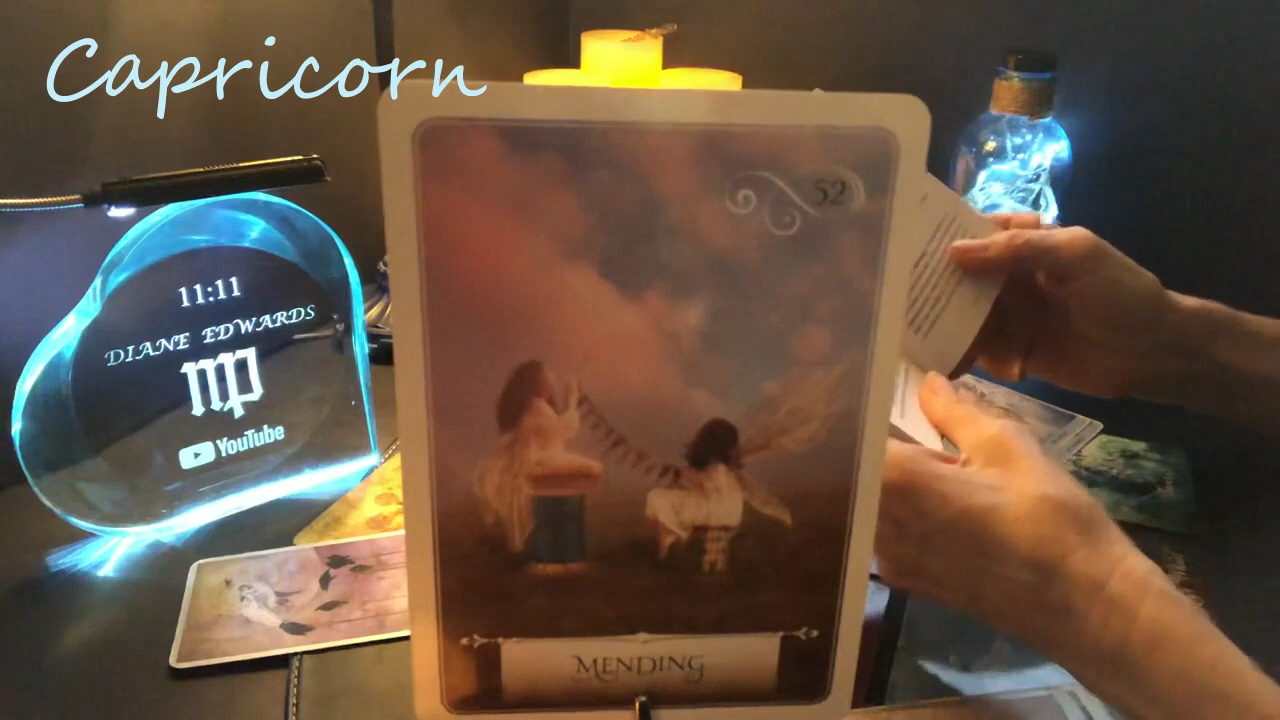 Capricorn
52
11:11
DIANE EDWARDS
YouTube
MENDING